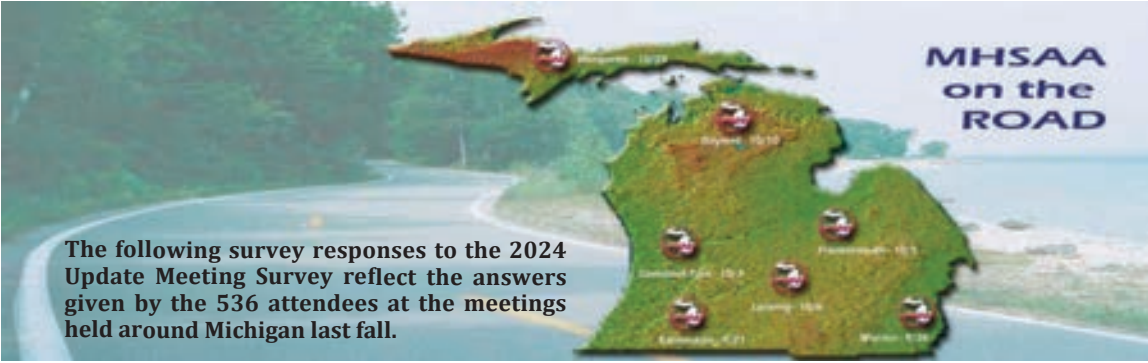 MHSAA
on the
ROAD
Lansing
The following survey responses to the 2024
Update Meeting Survey reflect the answers
given by the 536 attendees at the meetings
held around Michigan last fall.